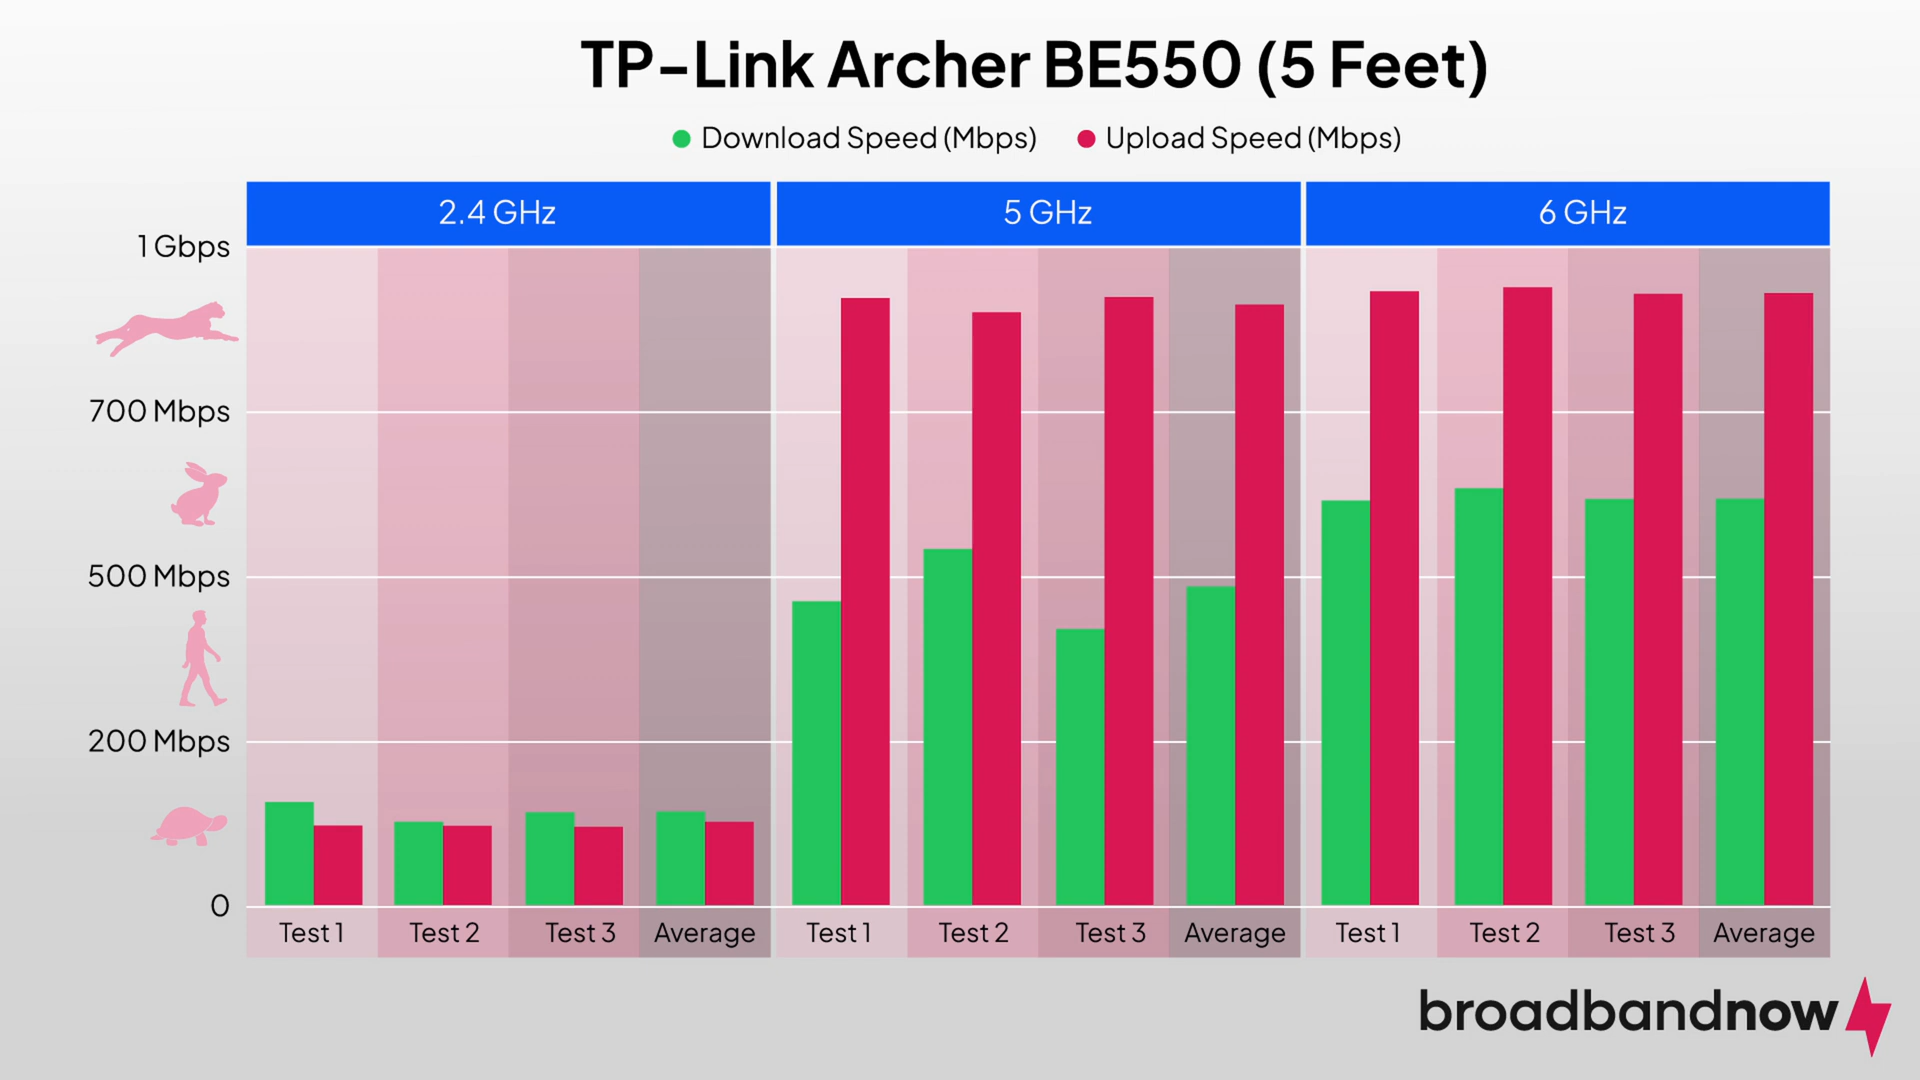 TP-Link Archer BE550 (5 Feet)
Download Speed (Mbps) Upload Speed (Mbps)
2.4 GHz 5 GHz 6 GHz
1 Gbps
700 Mbps
500 Mbps
200 Mbps
0
Test 1 Test 2 Test 3 Average Test 1 Test 2 Test 3 Average Test 1 Test 2 Test 3 Average
broadbandnow